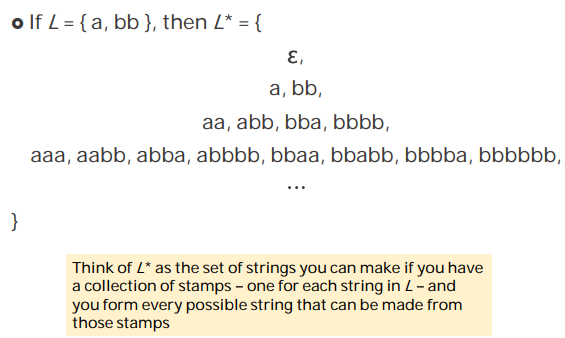 o If L = { a, bb }, then L* = {
ε,
a, bb,
aa, abb, bba, bbbb,
aaa, aabb, abba, abbbb, bbaa, bbabb, bbbba, bbbbbb,
...
}
Think of L* as the set of strings you can make if you have
a collection of stamps – one for each string in L – and
you form every possible string that can be made from
those stamps